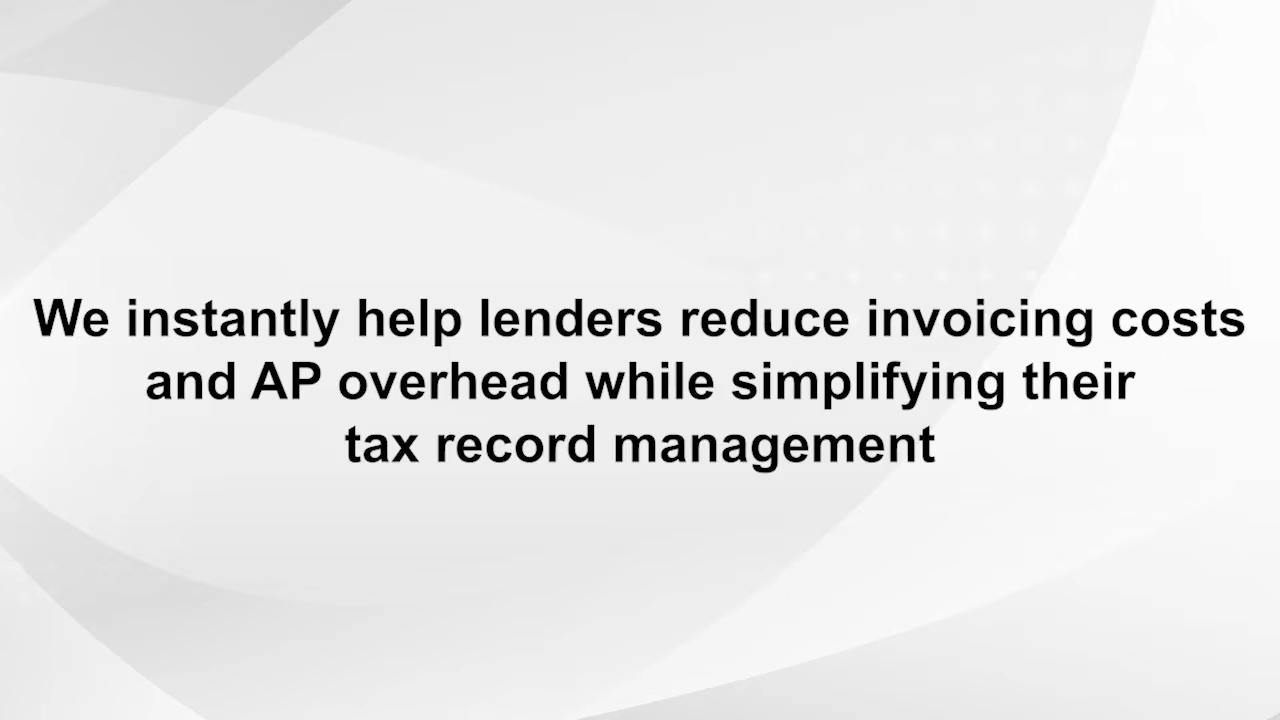 We instantly help lenders reduce invoicing costs
and AP overhead while simplifying their
tax record management